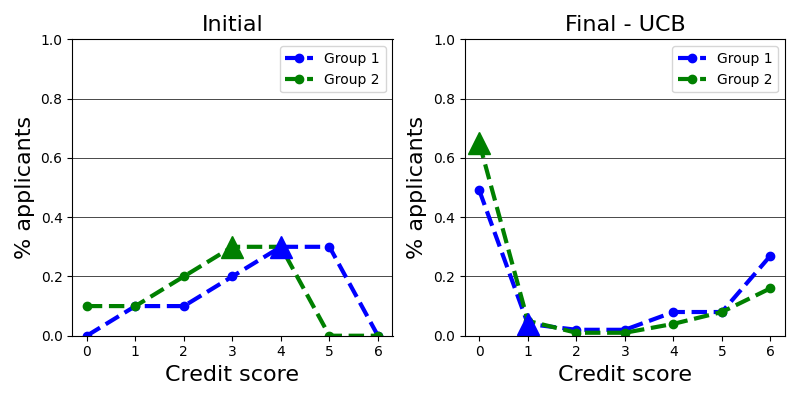 Initial
Group 1
Group 2
1.0
0.8
0.6
0.4
0.2
0.0
% applicants
0 1 2 3 4 5 6
Credit score
Final - UCB
Group 1
Group 2
1.0
0.8
0.6
0.4
0.2
0.0
% applicants
0 1 2 3 4 5 6
Credit score